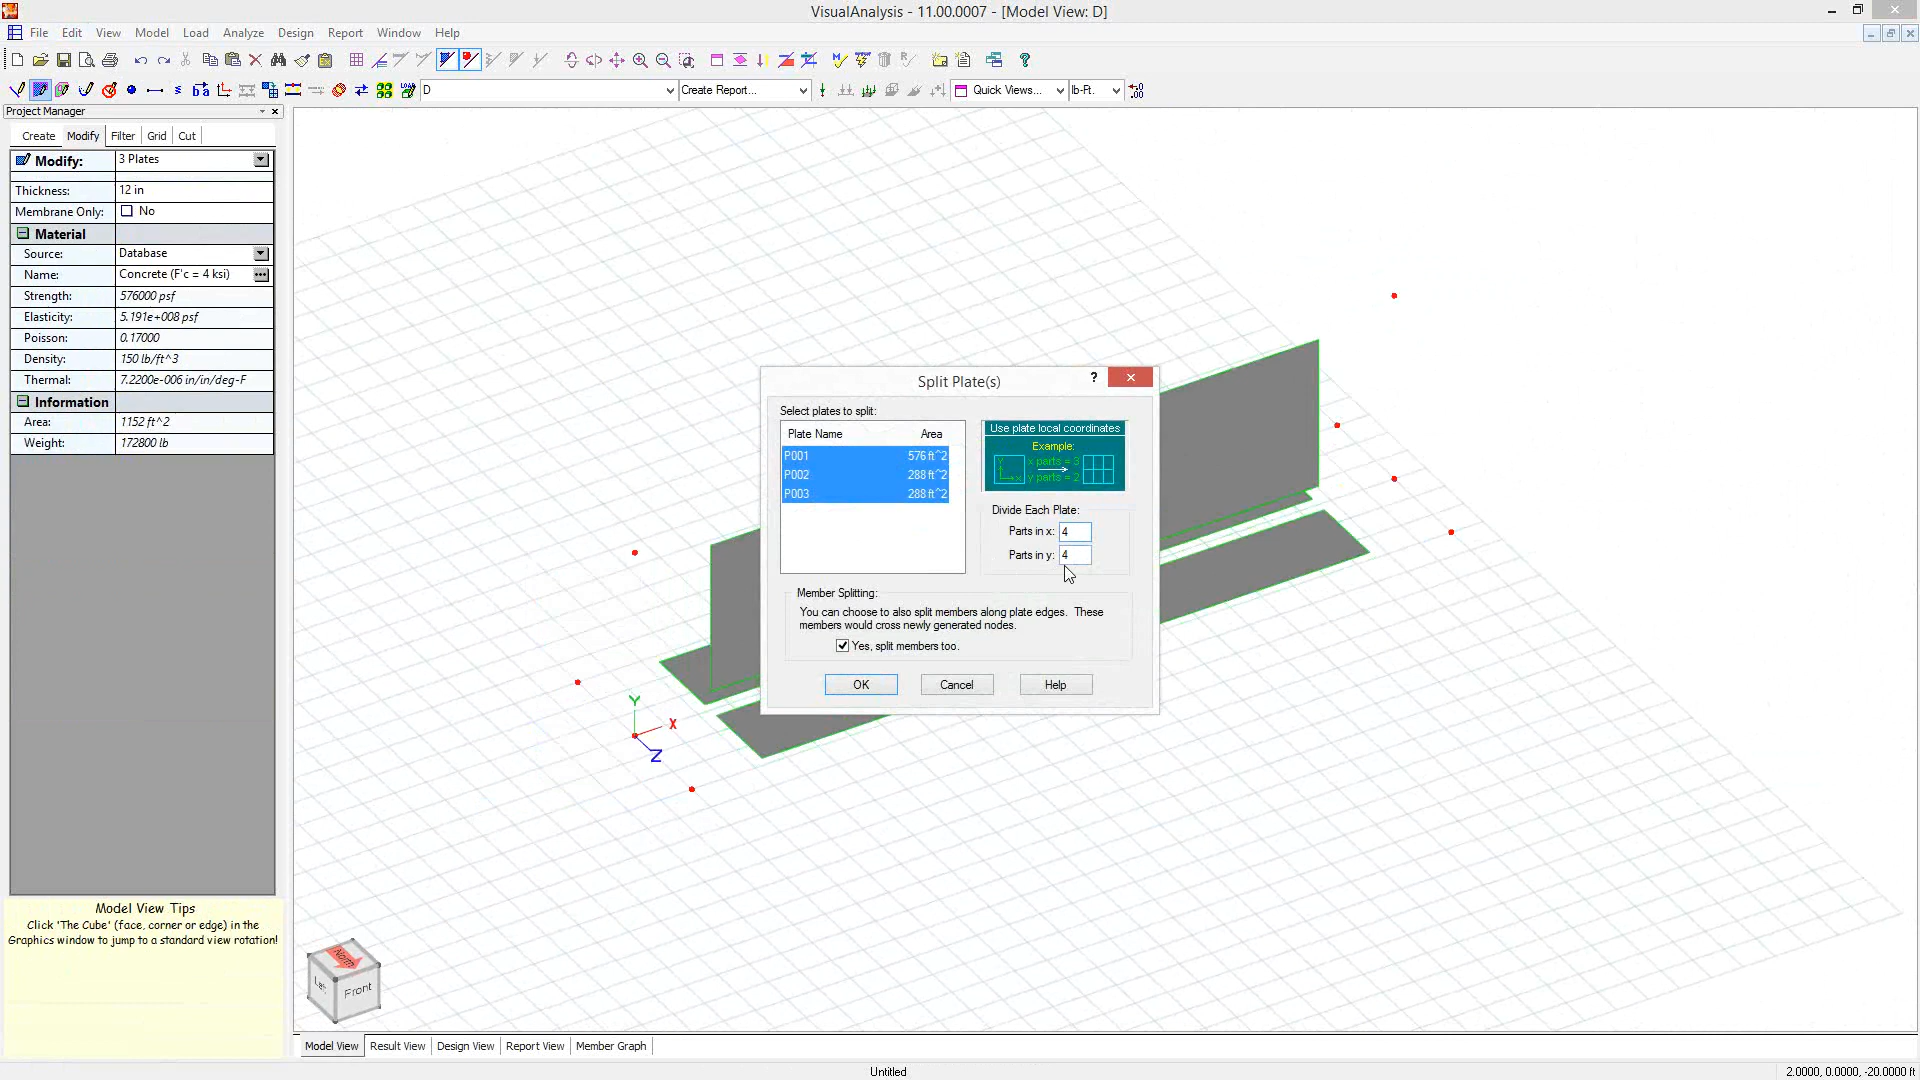 VisualAnalysis - 11.00.0007 - [Model View: D]
File Edit View Model Load Analyze Design Report Window Help
D Create Report... Quick Views... lb-Ft.
Project Manager
Create Modify Filter Grid Cut
Modify: 3 Plates
Thickness: 12 in
Membrane Only: No
Material
Source: Database
Name: Concrete (F'c = 4 ksi)
Strength: 576000 psf
Elasticity: 5.191e+008 psf
Poisson: 0.17000
Density: 150 lb/ft^3
Thermal: 7.2200e-006 in/in/deg-F
Information
Area: 1152 ft^2
Weight: 172800 lb
Split Plate(s)
Select plates to split:
Plate Name Area
P001 576 ft^2
P002 288 ft^2
P003 288 ft^2
Use plate local coordinates
Example:
x parts = 3
y parts = 2
Divide Each Plate:
Parts in x: 4
Parts in y: 4
Member Splitting:
You can choose to also split members along plate edges. These
members would cross newly generated nodes.
Yes, split members too.
OK Cancel Help
Y
X
Z
Model View Tips
Click 'The Cube' (face, corner or edge) in the
Graphics window to jump to a standard view rotation!
Front
Model View Result View Design View Report View Member Graph
Untitled
2.0000, 0.0000, -20.0000 ft